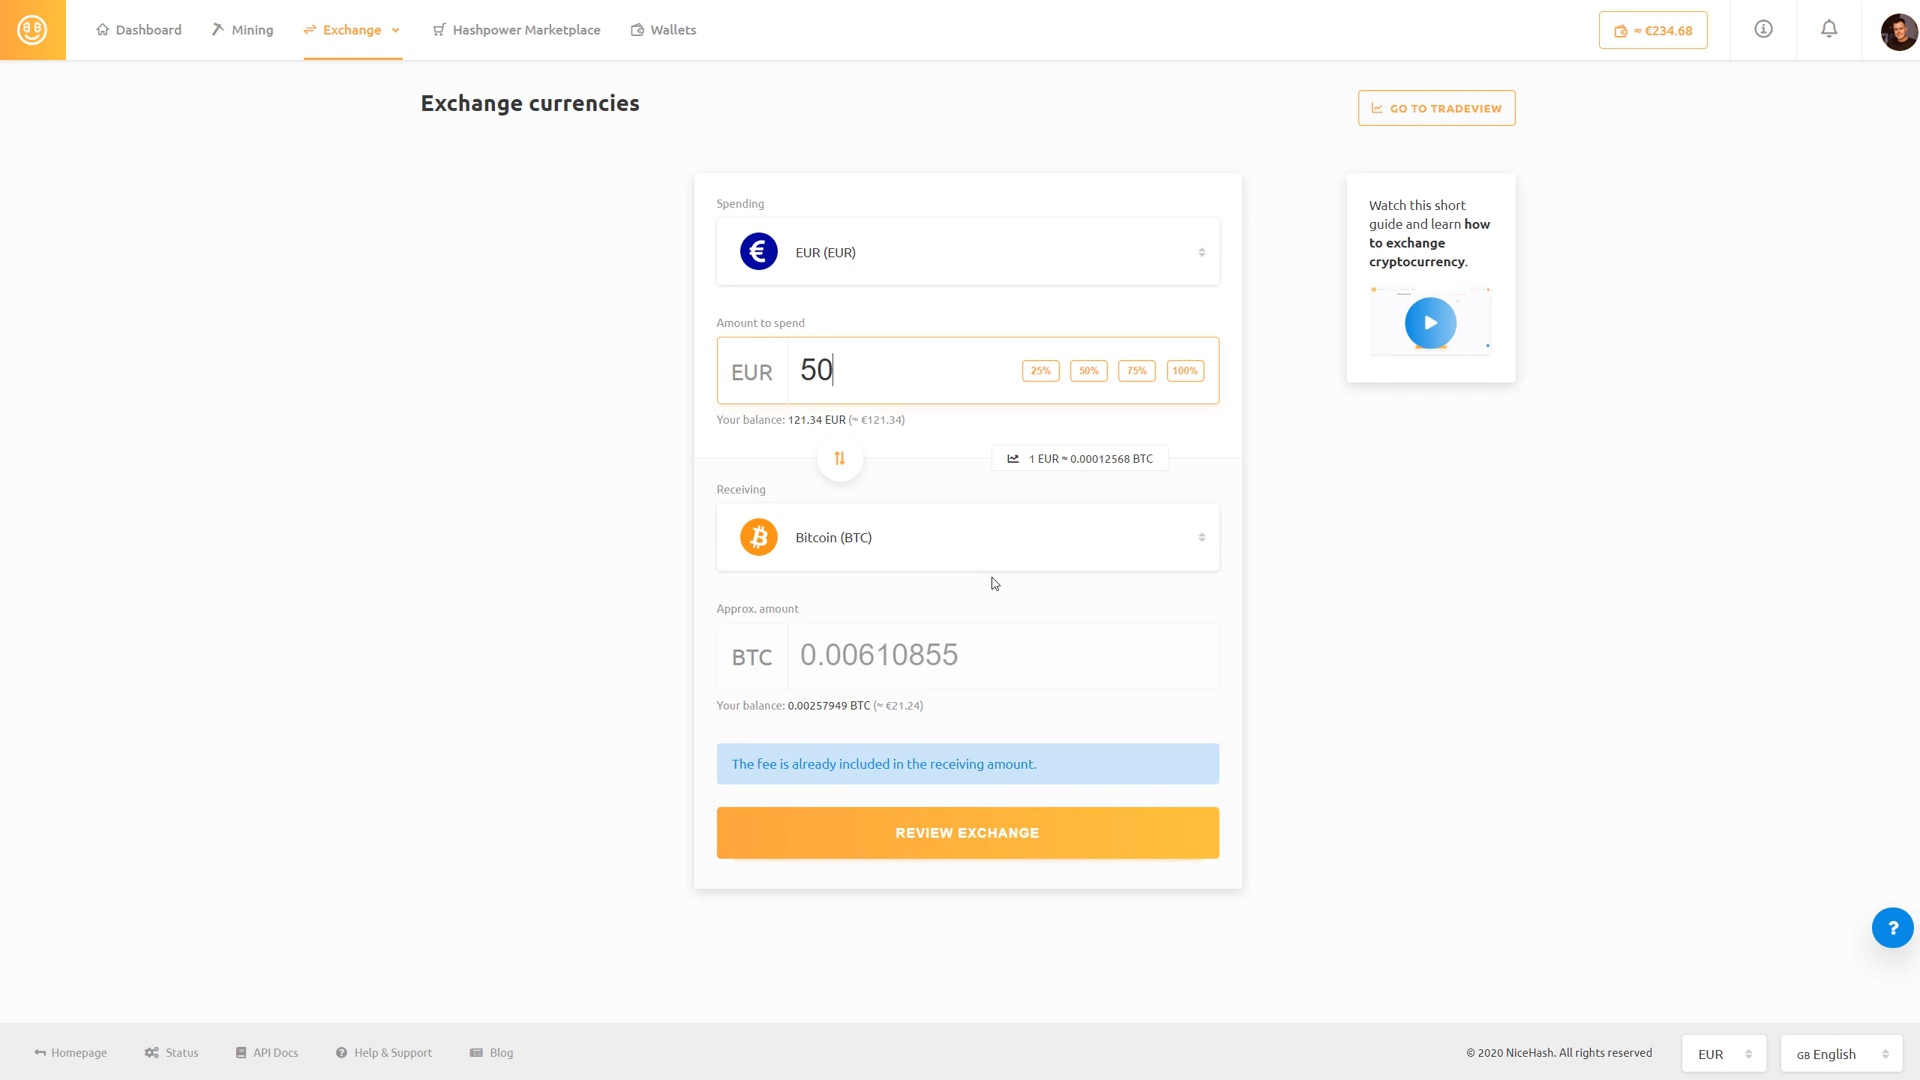 Dashboard
Mining
Exchange
Hashpower Marketplace
Wallets
≈ €234.68
Exchange currencies
GO TO TRADEVIEW
Spending
€ EUR (EUR)
Amount to spend
EUR 50 25% 50% 75% 100%
Your balance: 121.34 EUR (≈ €121.34)
1 EUR ≈ 0.00012568 BTC
Receiving
Bitcoin (BTC)
Approx. amount
BTC 0.00610855
Your balance: 0.00257949 BTC (≈ €21.24)
The fee is already included in the receiving amount.
REVIEW EXCHANGE
Watch this short
guide and learn how
to exchange
cryptocurrency.
?
Homepage
Status
API Docs
Help & Support
Blog
© 2020 NiceHash. All rights reserved
EUR
GB English